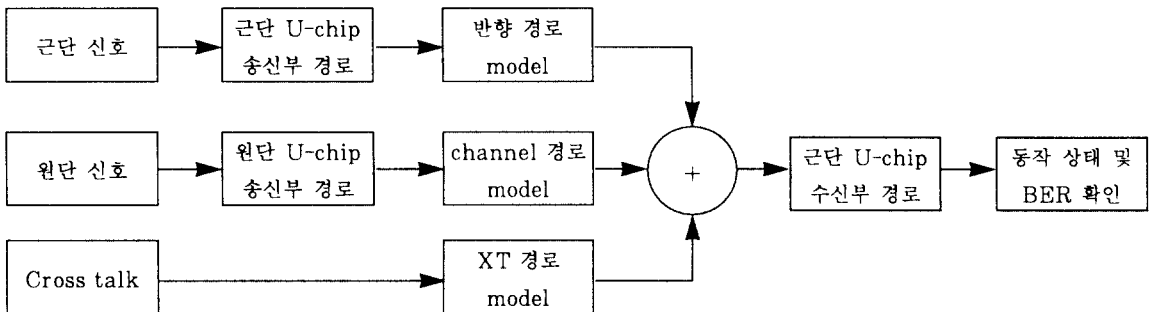 근단 신호
근단 U-chip
송신부 경로
반향 경로
model
원단 신호
원단 U-chip
송신부 경로
channel 경로
model
+
근단 U-chip
수신부 경로
동작 상태 및
BER 확인
Cross talk
XT 경로
model